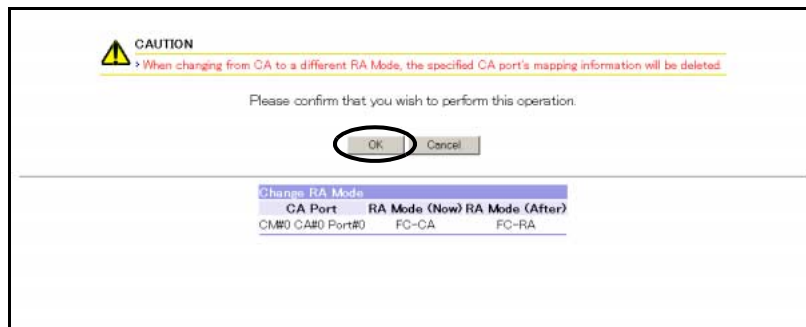 CAUTION
When changing from CA to a different RA Mode, the specified CA port's mapping information will be deleted.
Please confirm that you wish to perform this operation.
OK Cancel
Change RA Mode
CA Port RA Mode (Now) RA Mode (After)
CM#0 CA#0 Port#0 FC-CA FC-RA